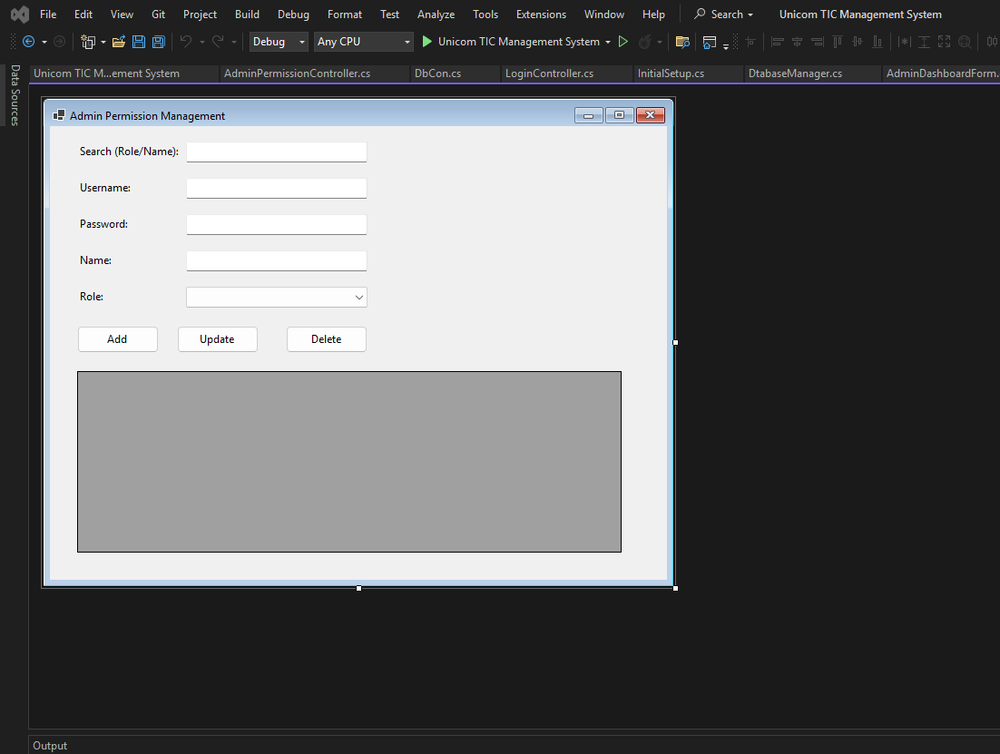 File Edit View Git Project Build Debug Format Test Analyze Tools Extensions Window Help Search Unicom TIC Management System
Debug Any CPU Unicom TIC Management System
Data Sources
Unicom TIC M...ement System AdminPermissionController.cs DbCon.cs LoginController.cs InitialSetup.cs DtabaseManager.cs AdminDashboardForm.
Admin Permission Management
Search (Role/Name):
Username:
Password:
Name:
Role:
Add Update Delete
Output